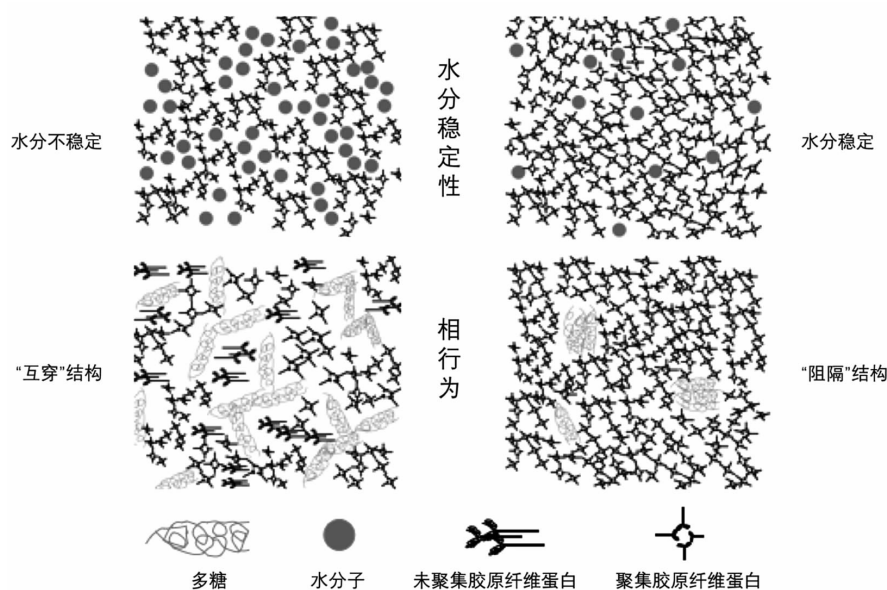 水分不稳定
水分稳定性
水分稳定
“互穿”结构
相行为
“阻隔”结构
多糖
水分子
未聚集胶原纤维蛋白
聚集胶原纤维蛋白